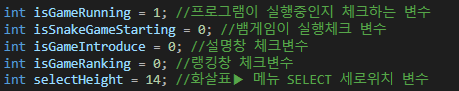 int isGameRunning = 1; //프로그램이 실행중인지 체크하는 변수
int isSnakeGameStarting = 0; //뱀게임이 실행체크 변수
int isGameIntroduce = 0; //설명창 체크변수
int isGameRanking = 0; //랭킹창 체크변수
int selectHeight = 14; //화살표▶ 메뉴 SELECT 세로위치 변수